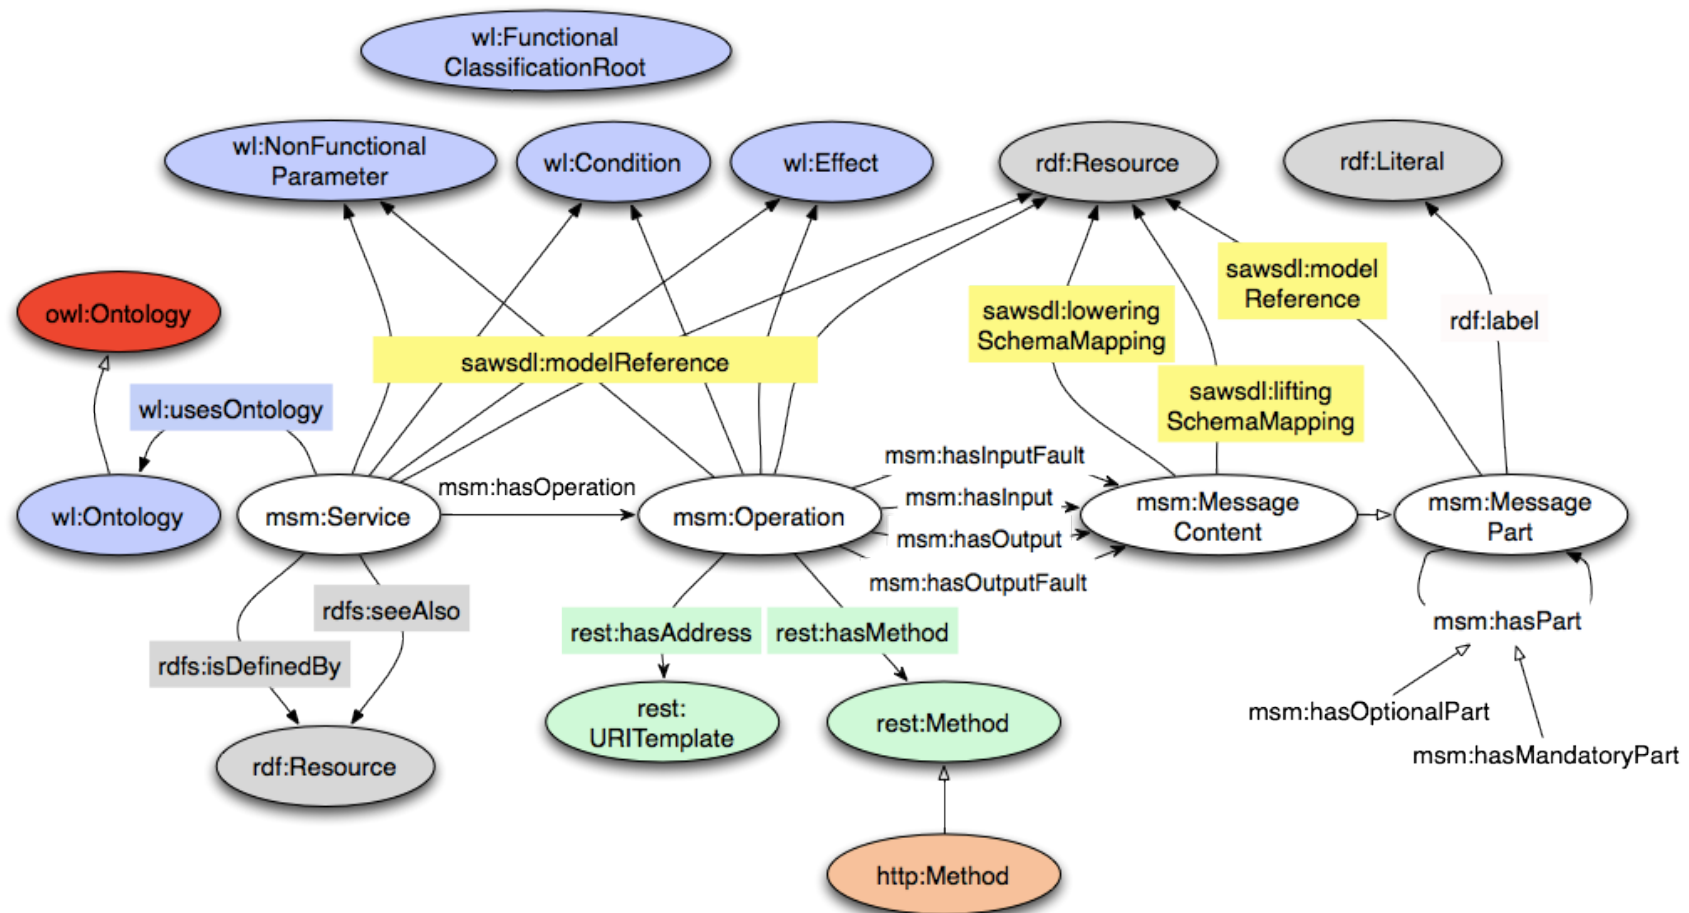 wl:Functional
ClassificationRoot
wl:NonFunctional
Parameter
wl:Condition
wl:Effect
rdf:Resource
rdf:Literal
owl:Ontology
sawsdl:modelReference
sawsdl:lowering
SchemaMapping
sawsdl:model
Reference
rdf:label
wl:usesOntology
sawsdl:lifting
SchemaMapping
wl:Ontology
msm:Service
msm:hasOperation
msm:Operation
msm:hasInputFault
msm:hasInput
msm:hasOutput
msm:hasOutputFault
msm:Message
Content
msm:Message
Part
rdfs:seeAlso
rdfs:isDefinedBy
rest:hasAddress
rest:hasMethod
msm:hasPart
rdf:Resource
rest:
URITemplate
rest:Method
msm:hasOptionalPart
msm:hasMandatoryPart
http:Method